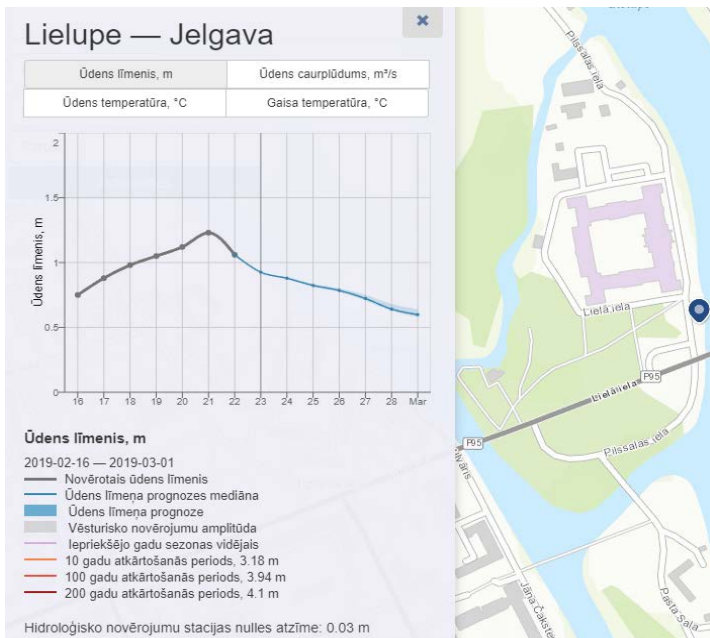 Lielupe — Jelgava
Ūdens līmenis, m
Ūdens caurplūdums, m³/s
Ūdens temperatūra, °C
Gaisa temperatūra, °C
Ūdens līmenis, m
2
1.5
1
0.5
0
16 17 18 19 20 21 22 23 24 25 26 27 28 Mar
Ūdens līmenis, m
2019-02-16 — 2019-03-01
Novērotais ūdens līmenis
Ūdens līmeņa prognozes mediāna
Ūdens līmeņa prognoze
Vēsturisko novērojumu amplitūda
Iepriekšējo gadu sezonas vidējais
10 gadu atkārtošanās periods, 3.18 m
100 gadu atkārtošanās periods, 3.94 m
200 gadu atkārtošanās periods, 4.1 m
Hidroloģisko novērojumu stacijas nulles atzīme: 0.03 m
Pilssalas iela
Lielā iela
P95
Lielā iela
P95
Pilssalas iela
Jāņa Čakstes
Pasta Sala